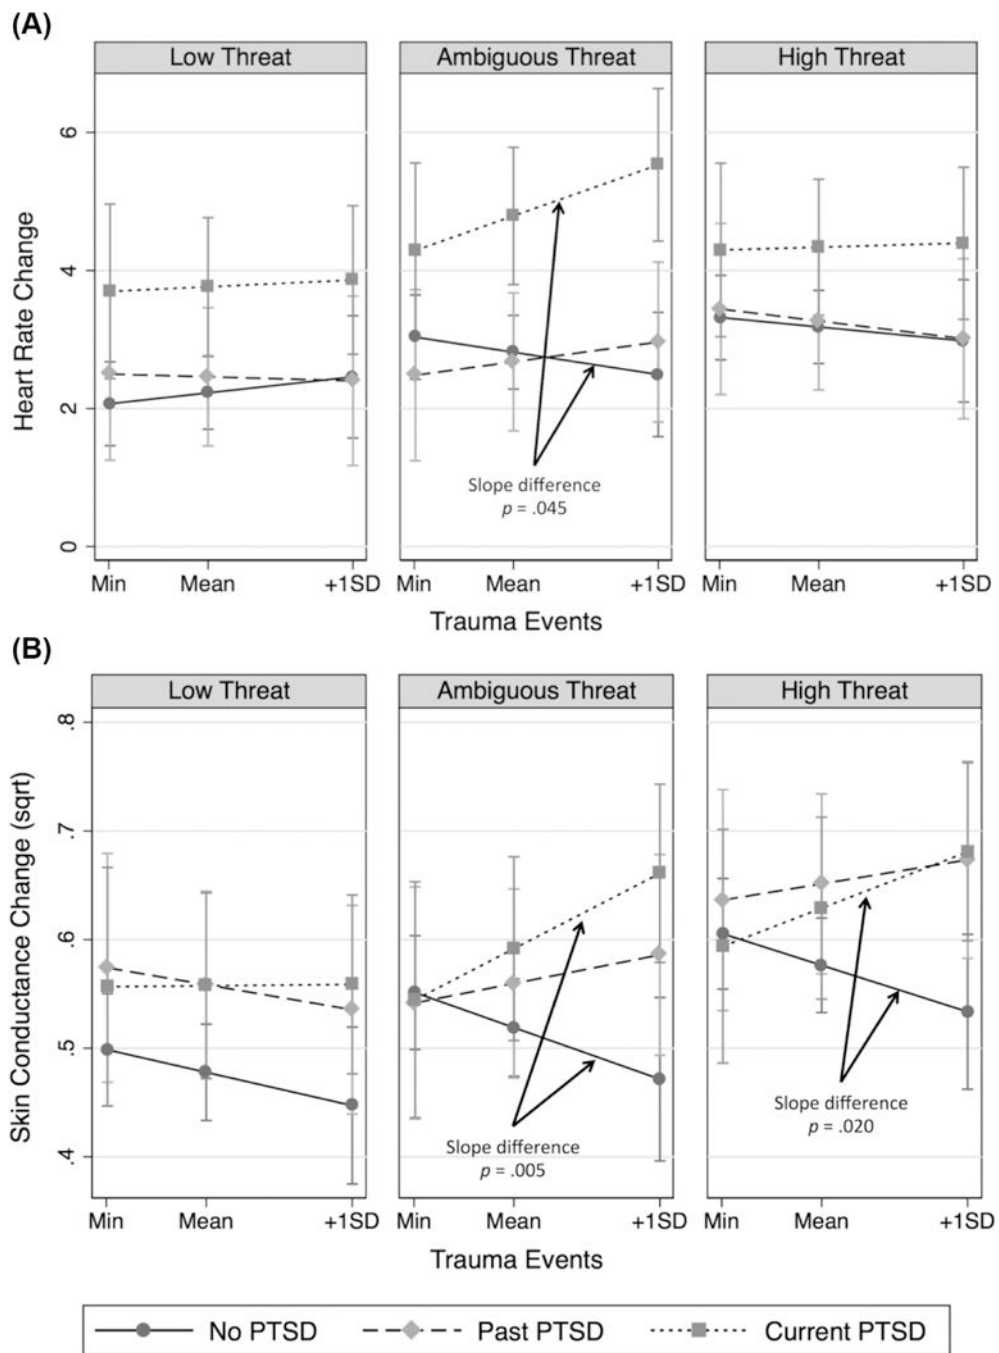 (A)
Low Threat Ambiguous Threat High Threat
Heart Rate Change
6
4
2
0
Slope difference
p = .045
Min Mean +1SD Min Mean +1SD Min Mean +1SD
Trauma Events
(B)
Low Threat Ambiguous Threat High Threat
Skin Conductance Change (sqrt)
.8
.7
.6
.5
.4
Slope difference
p = .005
Slope difference
p = .020
Min Mean +1SD Min Mean +1SD Min Mean +1SD
Trauma Events
No PTSD Past PTSD Current PTSD